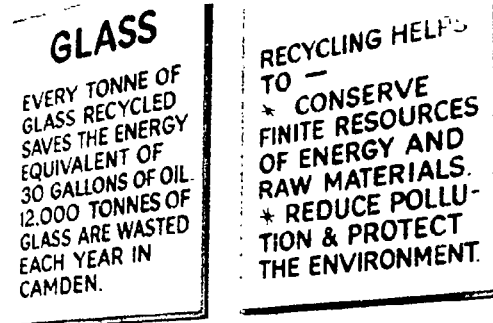 GLASS
EVERY TONNE OF
GLASS RECYCLED
SAVES THE ENERGY
EQUIVALENT OF
30 GALLONS OF OIL.
12.000 TONNES OF
GLASS ARE WASTED
EACH YEAR IN
CAMDEN.
RECYCLING HELPS
TO —
* CONSERVE
FINITE RESOURCES
OF ENERGY AND
RAW MATERIALS.
* REDUCE POLLU-
TION & PROTECT
THE ENVIRONMENT.